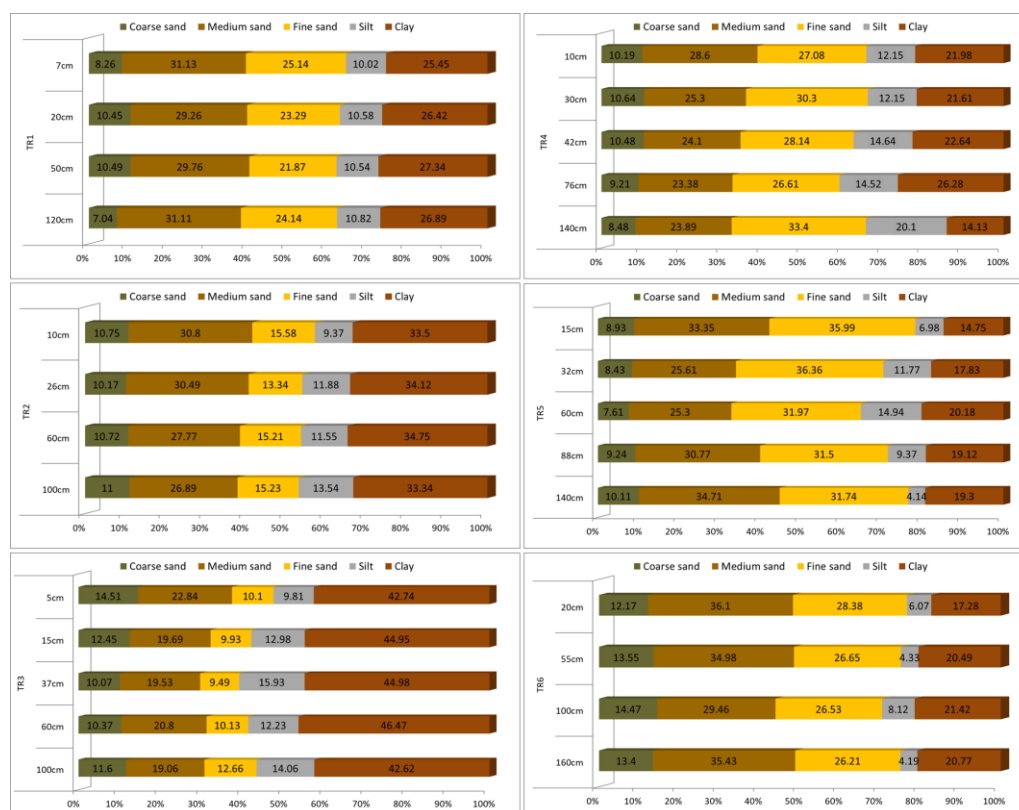 Coarse sand Medium sand Fine sand Silt Clay
TR1
7cm 8.26 31.13 25.14 10.02 25.45
20cm 10.45 29.26 23.29 10.58 26.42
50cm 10.49 29.76 21.87 10.54 27.34
120cm 7.04 31.11 24.14 10.82 26.89
0% 10% 20% 30% 40% 50% 60% 70% 80% 90% 100%
Coarse sand Medium sand Fine sand Silt Clay
TR4
10cm 10.19 28.6 27.08 12.15 21.98
30cm 10.64 25.3 30.3 12.15 21.61
42cm 10.48 24.1 28.14 14.64 22.64
76cm 9.21 23.38 26.61 14.52 26.28
140cm 8.48 23.89 33.4 20.1 14.13
0% 10% 20% 30% 40% 50% 60% 70% 80% 90% 100%
Coarse sand Medium sand Fine sand Silt Clay
TR2
10cm 10.75 30.8 15.58 9.37 33.5
26cm 10.17 30.49 13.34 11.88 34.12
60cm 10.72 27.77 15.21 11.55 34.75
100cm 11 26.89 15.23 13.54 33.34
0% 10% 20% 30% 40% 50% 60% 70% 80% 90% 100%
Coarse sand Medium sand Fine sand Silt Clay
TR5
15cm 8.93 33.35 35.99 6.98 14.75
32cm 8.43 25.61 36.36 11.77 17.83
60cm 7.61 25.3 31.97 14.94 20.18
88cm 9.24 30.77 31.5 9.37 19.12
140cm 10.11 34.71 31.74 4.14 19.3
0% 10% 20% 30% 40% 50% 60% 70% 80% 90% 100%
Coarse sand Medium sand Fine sand Silt Clay
TR3
5cm 14.51 22.84 10.1 9.81 42.74
15cm 12.45 19.69 9.93 12.98 44.95
37cm 10.07 19.53 9.49 15.93 44.98
60cm 10.37 20.8 10.13 12.23 46.47
100cm 11.6 19.06 12.66 14.06 42.62
0% 10% 20% 30% 40% 50% 60% 70% 80% 90% 100%
Coarse sand Medium sand Fine sand Silt Clay
TR6
20cm 12.17 36.1 28.38 6.07 17.28
55cm 13.55 34.98 26.65 4.33 20.49
100cm 14.47 29.46 26.53 8.12 21.42
160cm 13.4 35.43 26.21 4.19 20.77
0% 10% 20% 30% 40% 50% 60% 70% 80% 90% 100%